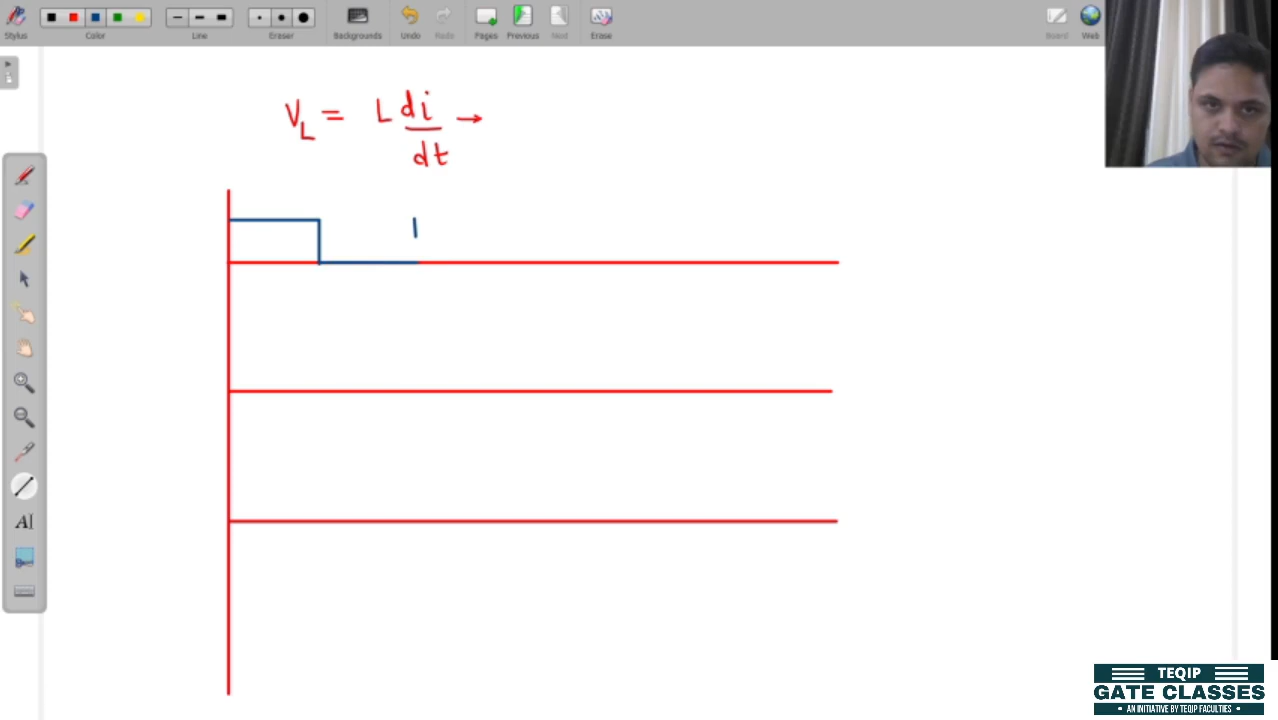 Stylus
Color
Line
Eraser
Backgrounds
Undo
Redo
Pages
Previous
Next
Erase
Board
Web
V_L = L di/dt →
AI
TEQIP
GATE CLASSES
• AN INITIATIVE BY TEQIP FACULTIES •